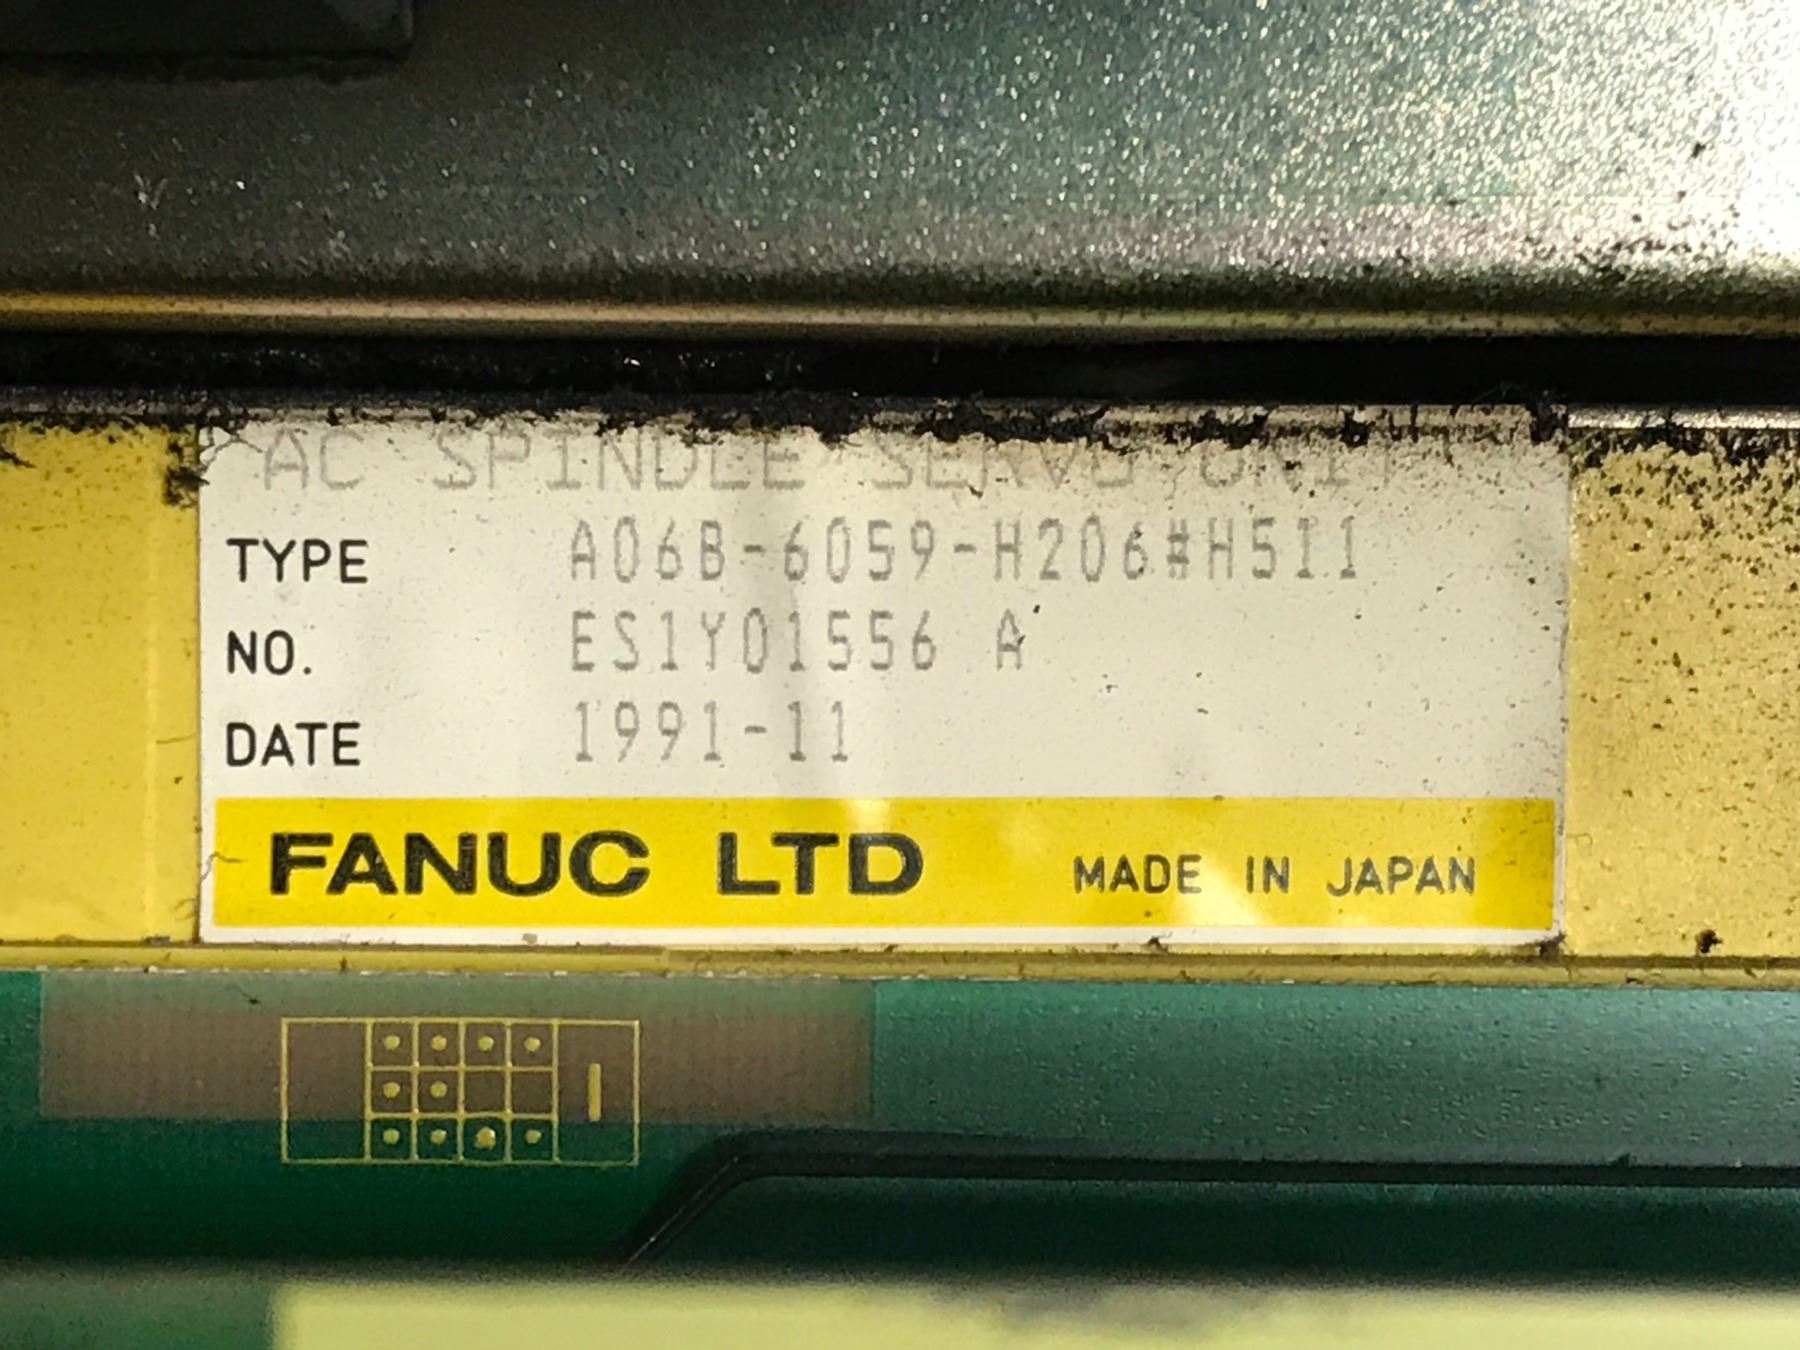 AC SPINDLE SERVO UNIT
TYPE A06B-6059-H206#H511
NO. ES1Y01556 A
DATE 1991-11
FANUC LTD MADE IN JAPAN